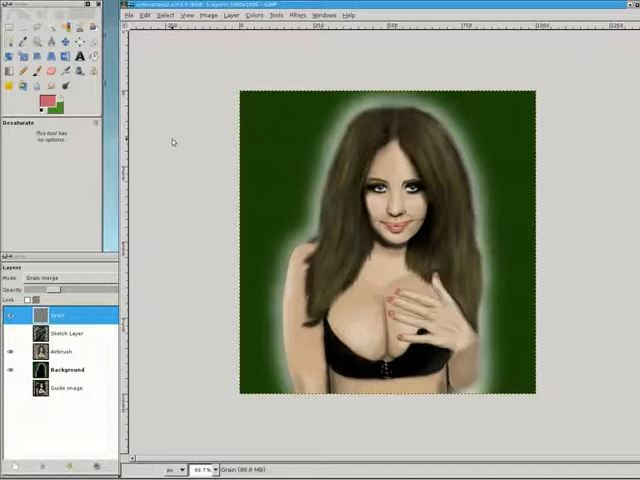 File Edit Select View Image Layer Colors Tools Filters Windows Help
Desaturate
This tool has
no options.
Layers
Mode: Grain merge
Opacity:
Lock:
Grain
Sketch Layer
Airbrush
Background
Guide image
px 66.7% Grain (86.6 MB)